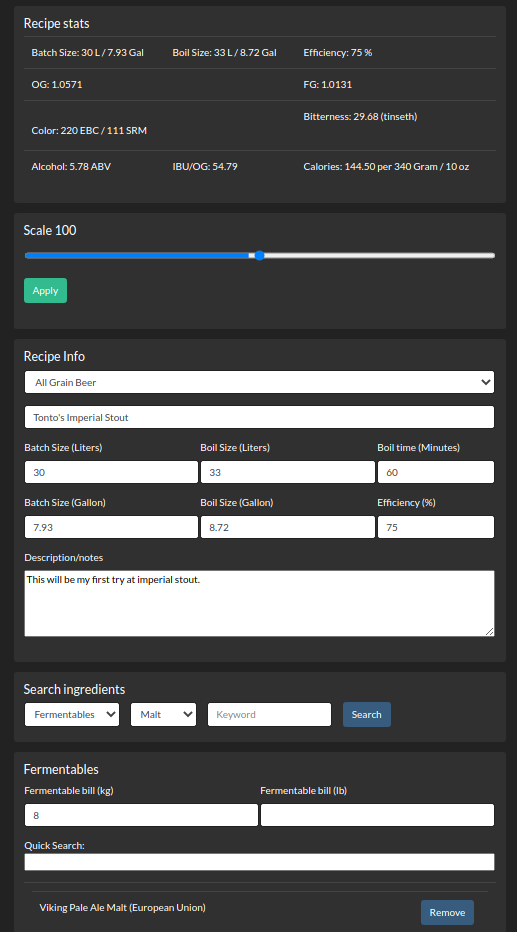 Recipe stats
Batch Size: 30 L / 7.93 Gal Boil Size: 33 L / 8.72 Gal Efficiency: 75 %
OG: 1.0571 FG: 1.0131
Bitterness: 29.68 (tinseth)
Color: 220 EBC / 111 SRM
Alcohol: 5.78 ABV IBU/OG: 54.79 Calories: 144.50 per 340 Gram / 10 oz
Scale 100
Apply
Recipe Info
All Grain Beer
Tonto's Imperial Stout
Batch Size (Liters) Boil Size (Liters) Boil time (Minutes)
30 33 60
Batch Size (Gallon) Boil Size (Gallon) Efficiency (%)
7.93 8.72 75
Description/notes
This will be my first try at imperial stout.
Search ingredients
Fermentables Malt Keyword Search
Fermentables
Fermentable bill (kg) Fermentable bill (lb)
8
Quick Search:
Viking Pale Ale Malt (European Union) Remove